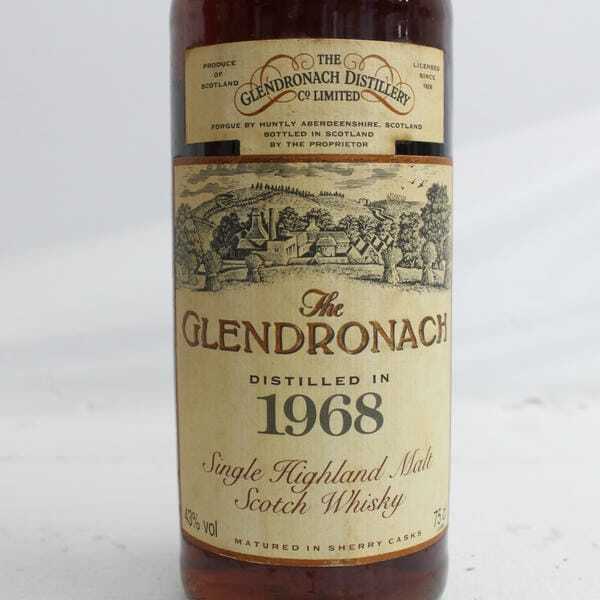 PRODUCE
OF
SCOTLAND
THE
GLENDRONACH DISTILLERY
Co LIMITED
LICENSED
SINCE
1826
FORGUE BY HUNTLY ABERDEENSHIRE, SCOTLAND
BOTTLED IN SCOTLAND
BY THE PROPRIETOR
The
GLENDRONACH
DISTILLED IN
1968
Single Highland Malt
Scotch Whisky
43% vol
75
MATURED IN SHERRY CASKS